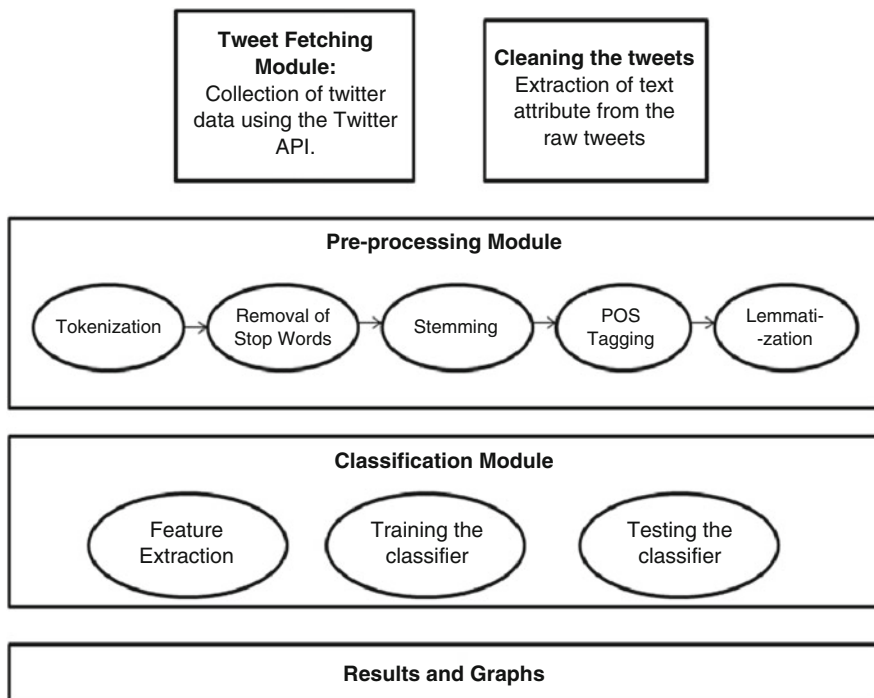 Tweet Fetching
Module:
Collection of twitter
data using the Twitter
API.
Cleaning the tweets
Extraction of text
attribute from the
raw tweets
Pre-processing Module
Tokenization
Removal of
Stop Words
Stemming
POS
Tagging
Lemmati-
-zation
Classification Module
Feature
Extraction
Training the
classifier
Testing the
classifier
Results and Graphs